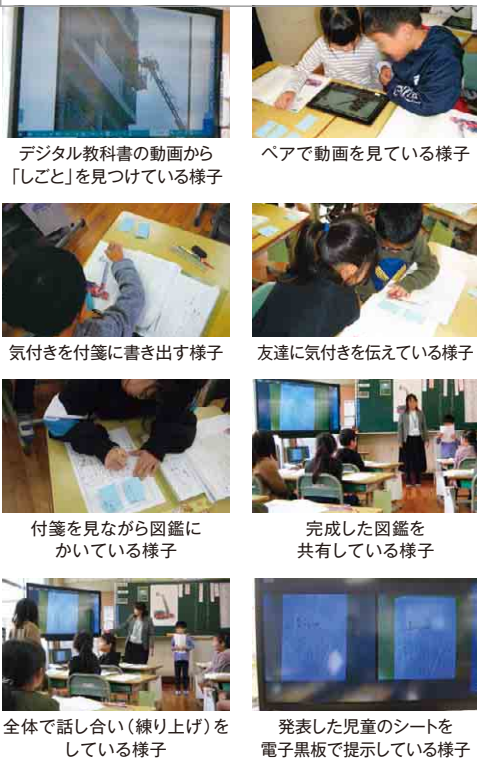 デジタル教科書の動画から
「しごと」を見つけている様子
ペアで動画を見ている様子
気付きを付箋に書き出す様子
友達に気付きを伝えている様子
付箋を見ながら図鑑に
かいている様子
完成した図鑑を
共有している様子
全体で話し合い（練り上げ）を
している様子
発表した児童のシートを
電子黒板で提示している様子